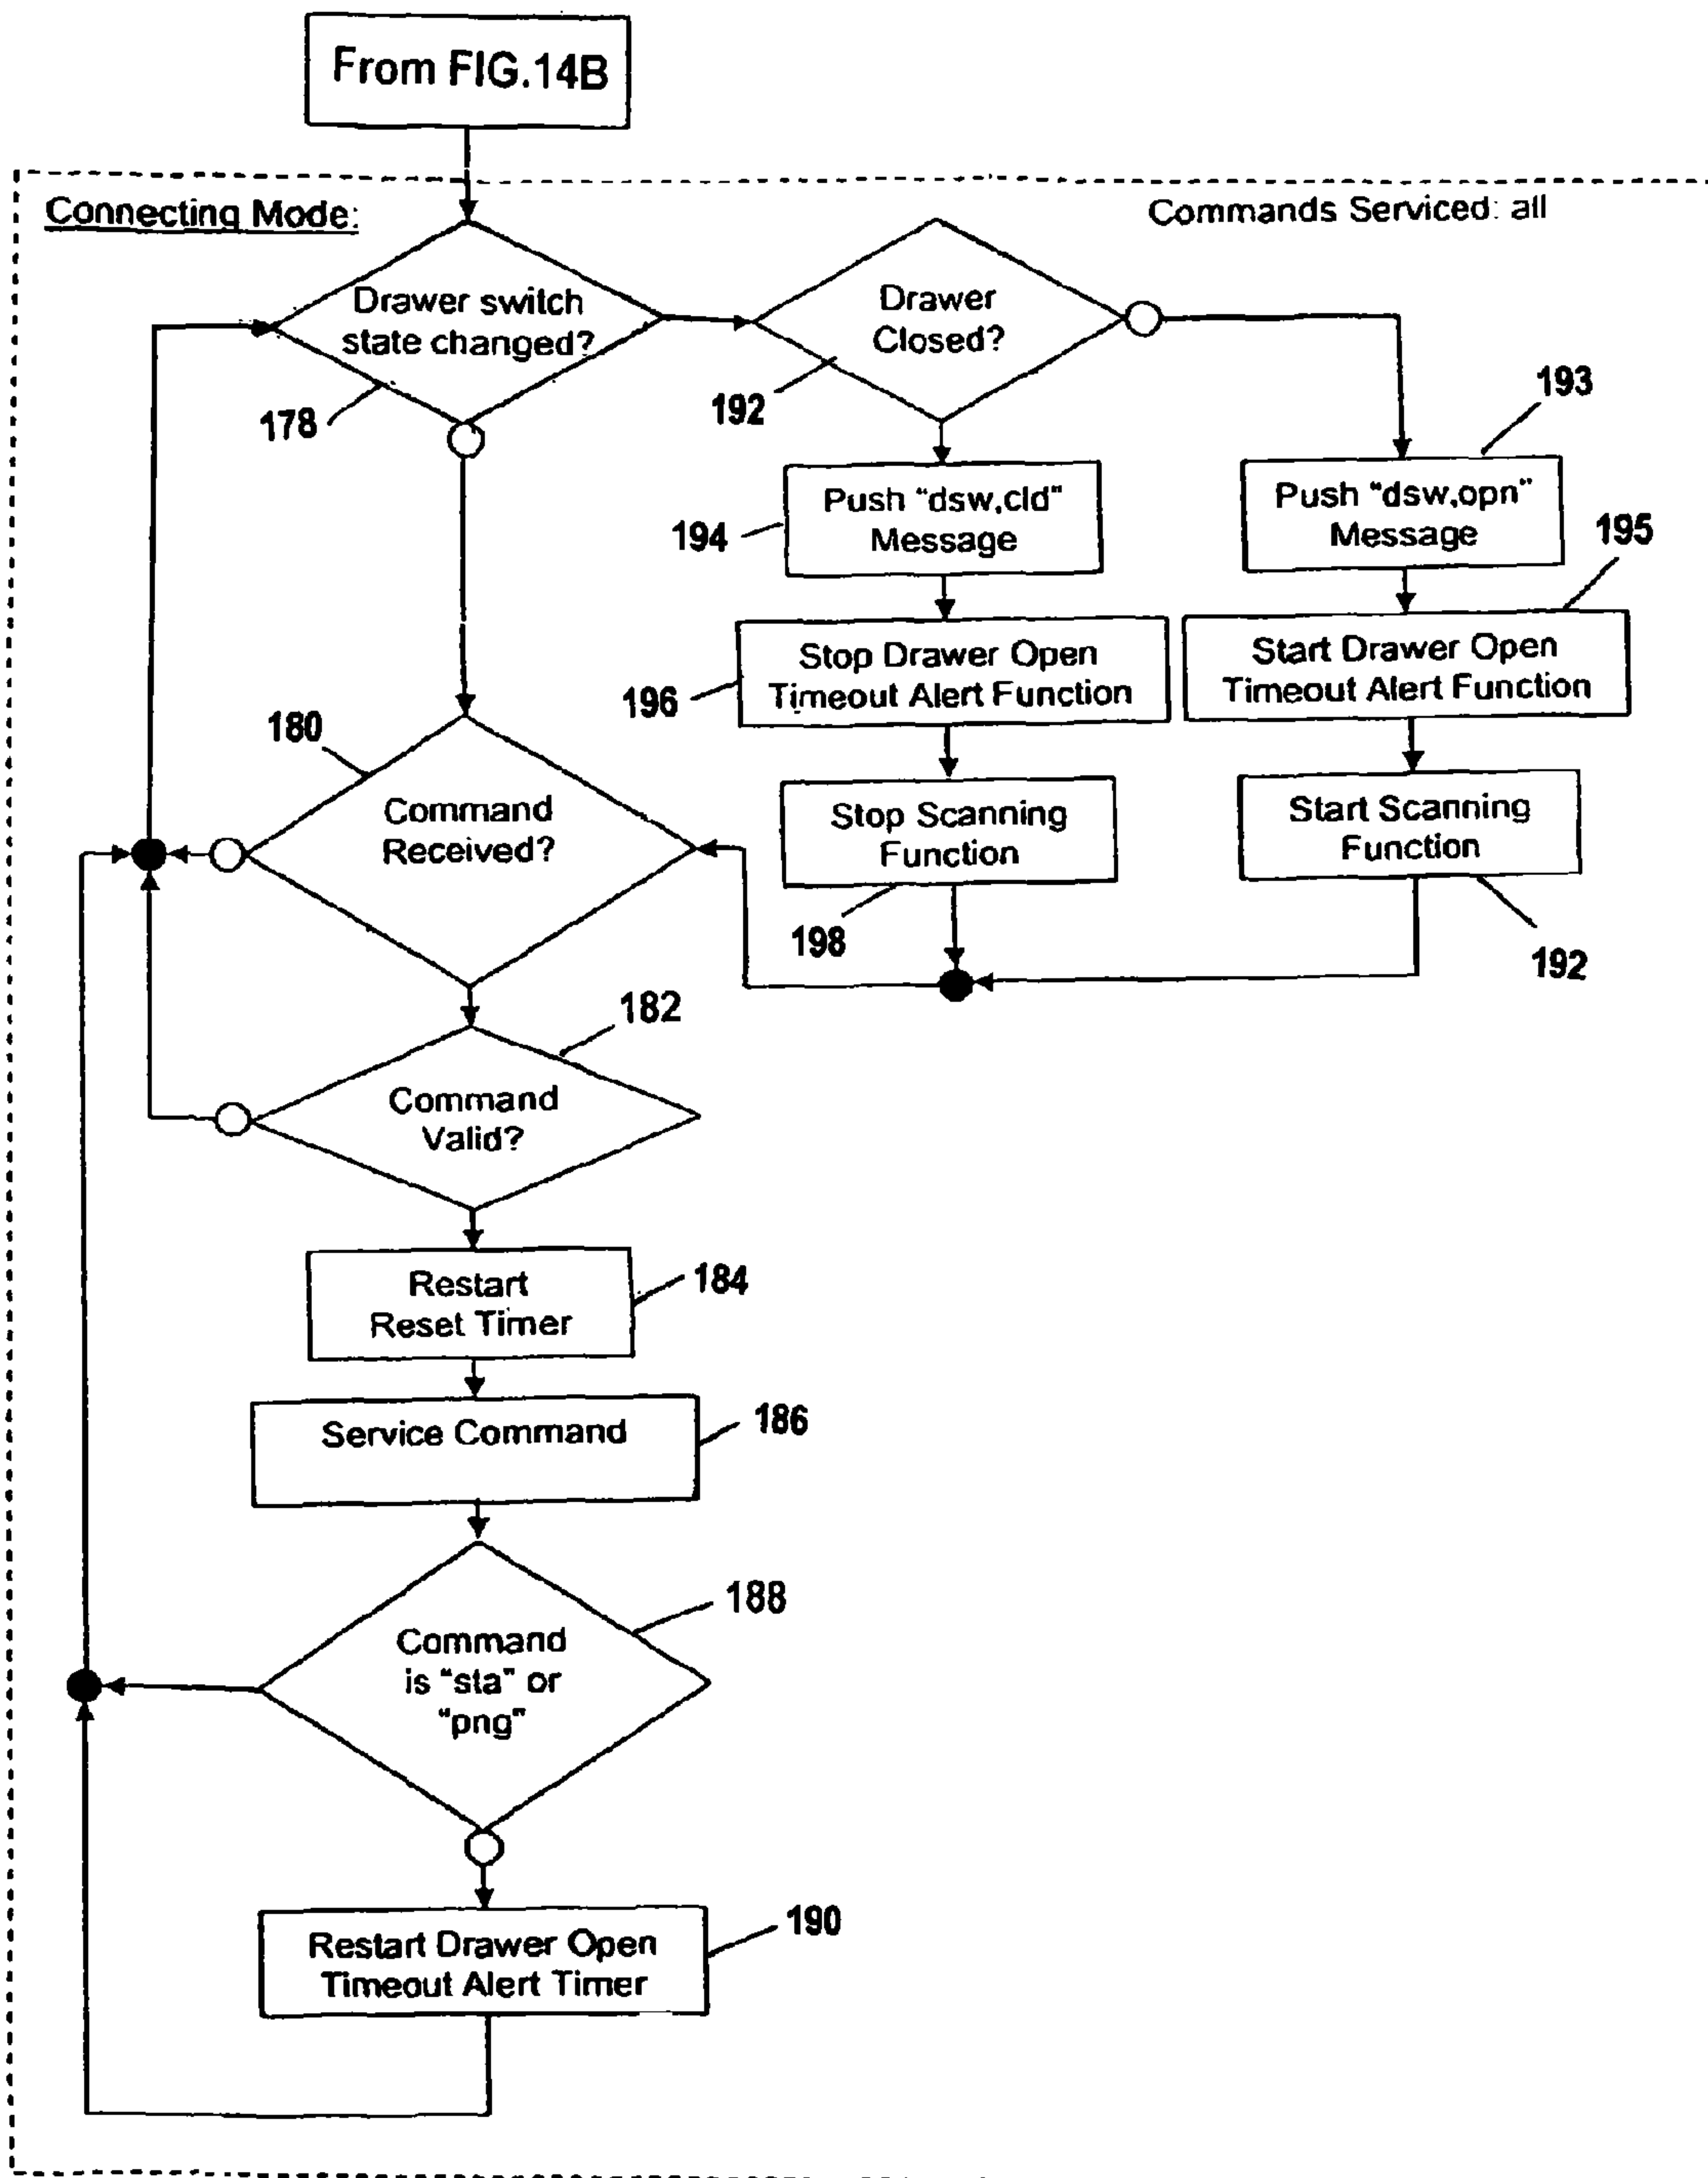 From FIG.14B
Connecting Mode:
Commands Serviced: all
Drawer switch
state changed?
178
Drawer
Closed?
192
193
Push "dsw,cld"
Message
194
Push "dsw,opn"
Message
195
Stop Drawer Open
Timeout Alert Function
196
Start Drawer Open
Timeout Alert Function
180
Command
Received?
Stop Scanning
Function
198
Start Scanning
Function
192
182
Command
Valid?
Restart
Reset Timer
184
Service Command
186
188
Command
is "sta" or
"png"
190
Restart Drawer Open
Timeout Alert Timer